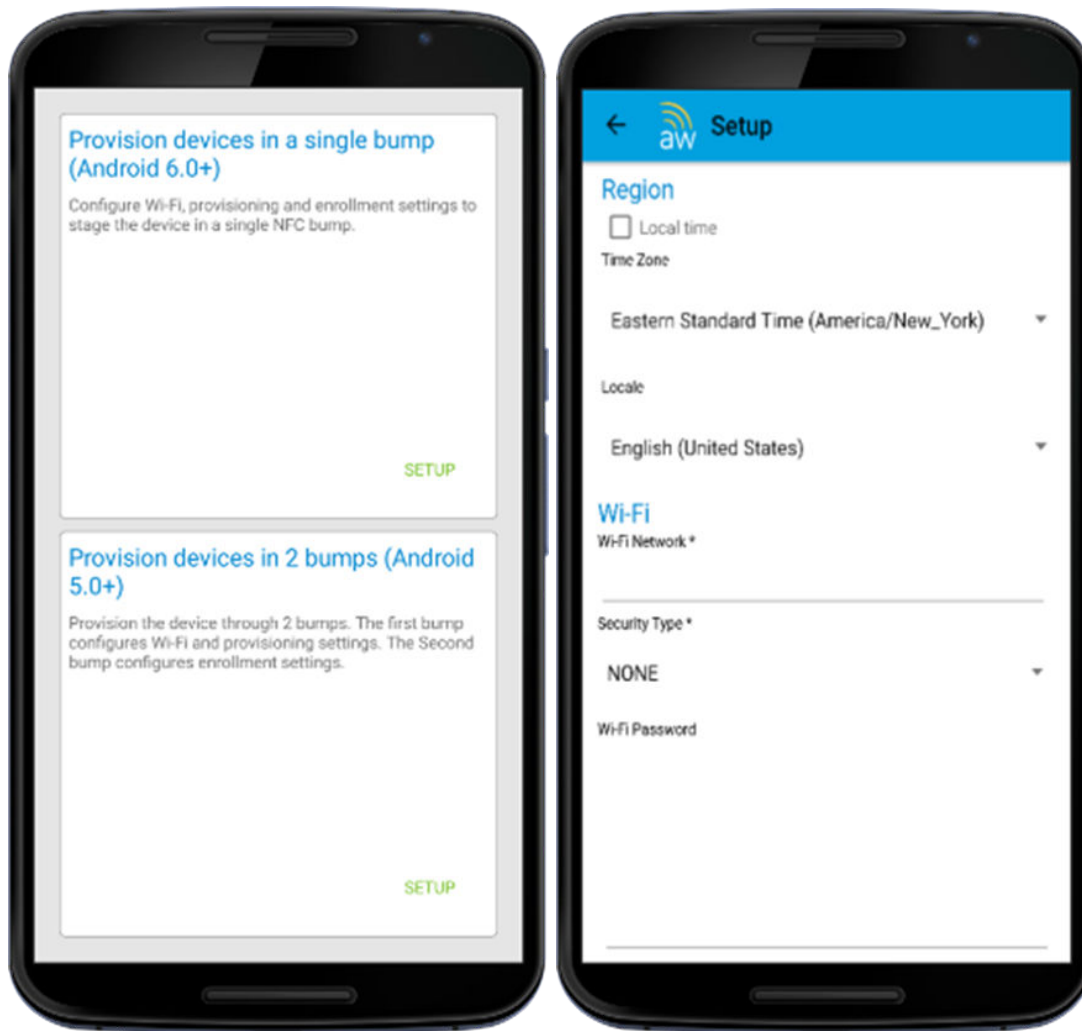 Provision devices in a single bump
(Android 6.0+)
Configure Wi-Fi, provisioning and enrollment settings to
stage the device in a single NFC bump.
SETUP
Provision devices in 2 bumps (Android
5.0+)
Provision the device through 2 bumps. The first bump
configures Wi-Fi and provisioning settings. The Second
bump configures enrollment settings.
SETUP
aw Setup
Region
Local time
Time Zone
Eastern Standard Time (America/New_York)
Locale
English (United States)
Wi-Fi
Wi-Fi Network *
Security Type *
NONE
Wi-Fi Password